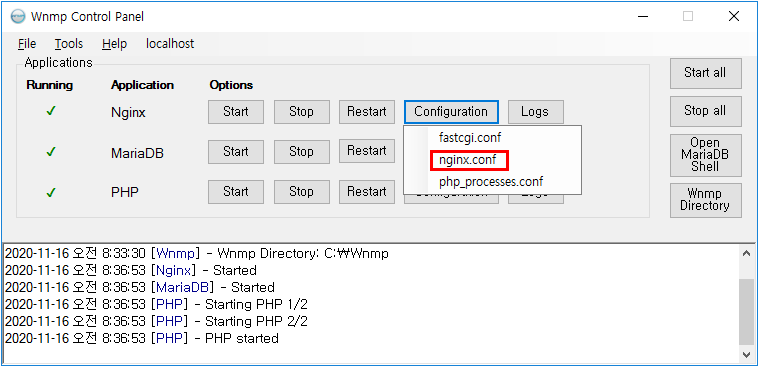 Wnmp Control Panel
File Tools Help localhost
Applications
Running Application Options
Nginx Start Stop Restart Configuration Logs
fastcgi.conf
nginx.conf
php_processes.conf
MariaDB Start Stop Restart
PHP Start Stop Restart
Start all
Stop all
Open
MariaDB
Shell
Wnmp
Directory
2020-11-16 오전 8:33:30 [Wnmp] - Wnmp Directory: C:₩Wnmp
2020-11-16 오전 8:36:53 [Nginx] - Started
2020-11-16 오전 8:36:53 [MariaDB] - Started
2020-11-16 오전 8:36:53 [PHP] - Starting PHP 1/2
2020-11-16 오전 8:36:53 [PHP] - Starting PHP 2/2
2020-11-16 오전 8:36:53 [PHP] - PHP started